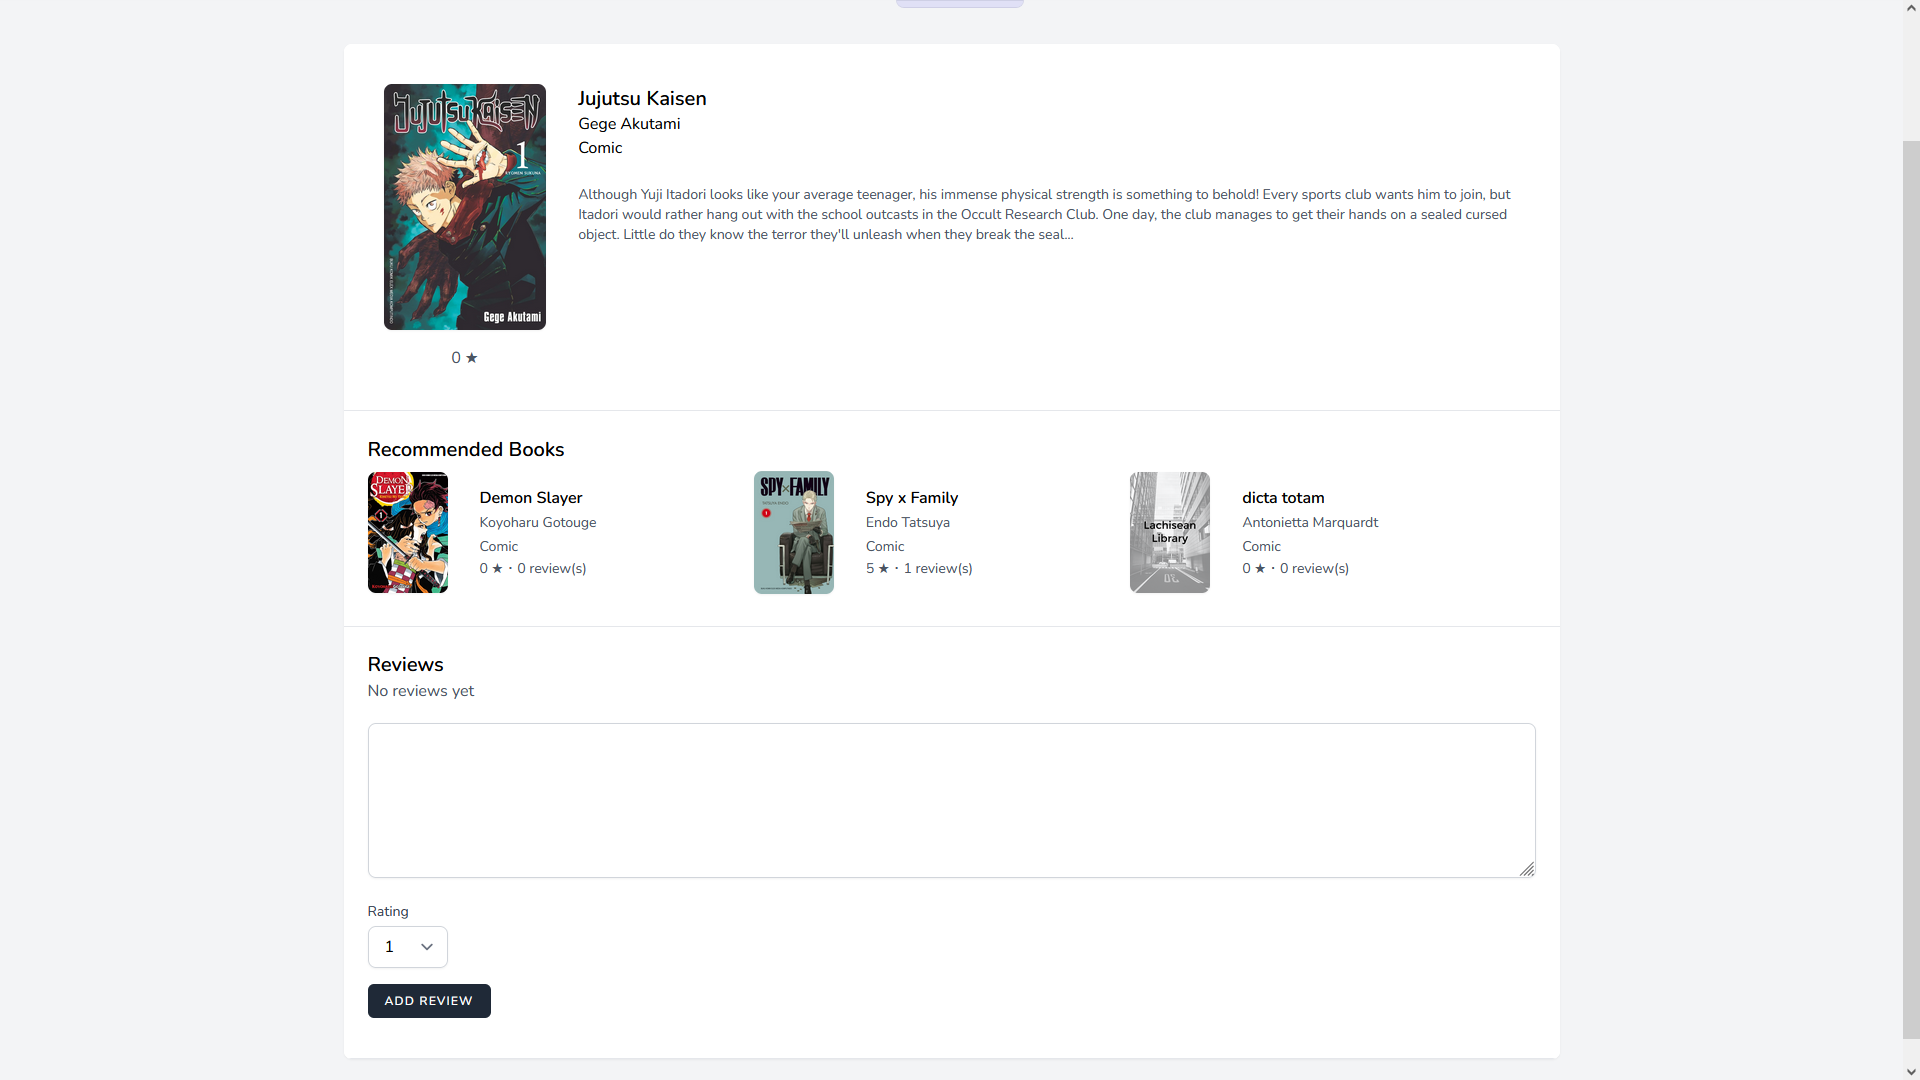 JUJUTSU KAISEN
1
RYOMEN SUKUNA
Gege Akutami
0 ★
Jujutsu Kaisen
Gege Akutami
Comic
Although Yuji Itadori looks like your average teenager, his immense physical strength is something to behold! Every sports club wants him to join, but
Itadori would rather hang out with the school outcasts in the Occult Research Club. One day, the club manages to get their hands on a sealed cursed
object. Little do they know the terror they'll unleash when they break the seal...
Recommended Books
DEMON
SLAYER
1
Demon Slayer
Koyoharu Gotouge
Comic
0 ★ · 0 review(s)
SPY×FAMILY
TATSUYA ENDO
1
Spy x Family
Endo Tatsuya
Comic
5 ★ · 1 review(s)
Lachisean
Library
dicta totam
Antonietta Marquardt
Comic
0 ★ · 0 review(s)
Reviews
No reviews yet
Rating
1
ADD REVIEW